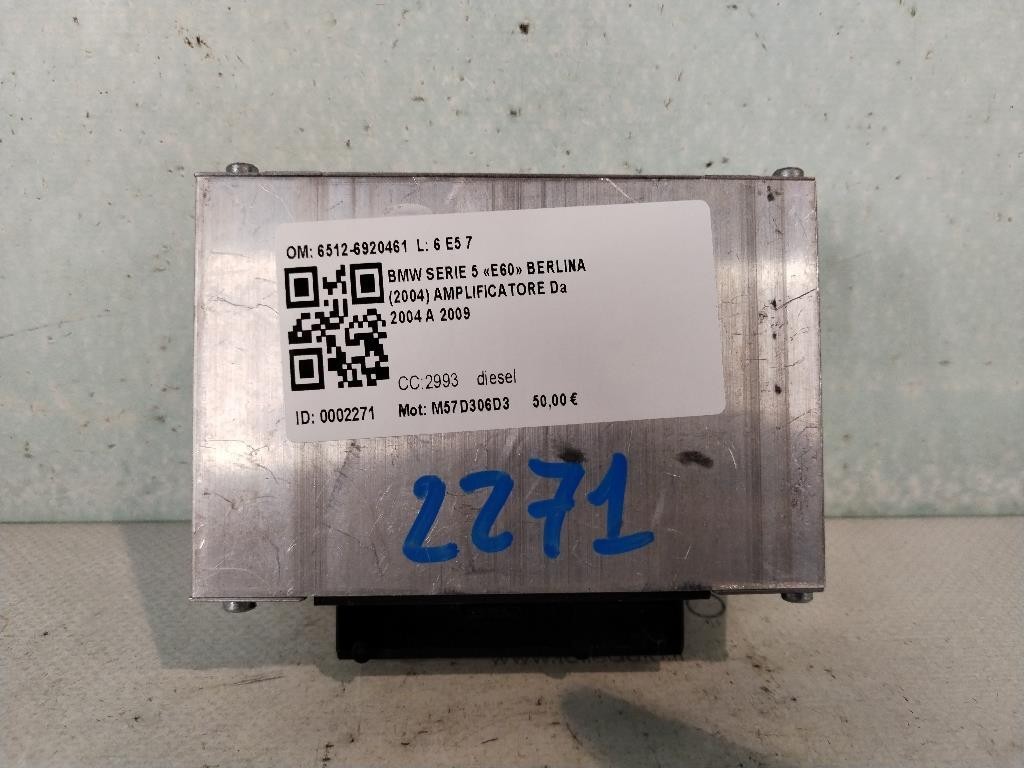 OM: 6512-6920461 L: 6 E5 7
BMW SERIE 5 «E60» BERLINA
(2004) AMPLIFICATORE Da
2004 A 2009
CC:2993 diesel
ID: 0002271 Mot: M57D306D3 50,00 €
2271